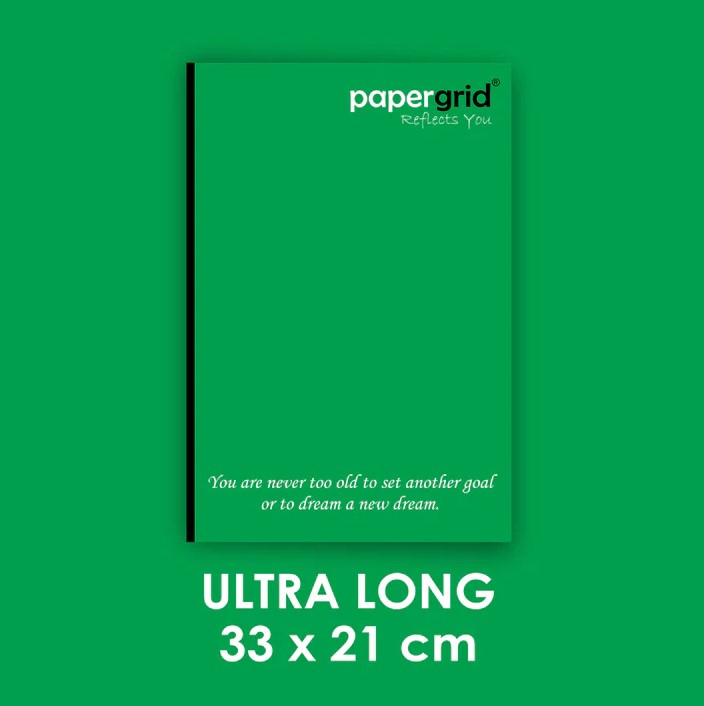 papergrid®
Reflects You
You are never too old to set another goal
or to dream a new dream.
ULTRA LONG
33 x 21 cm